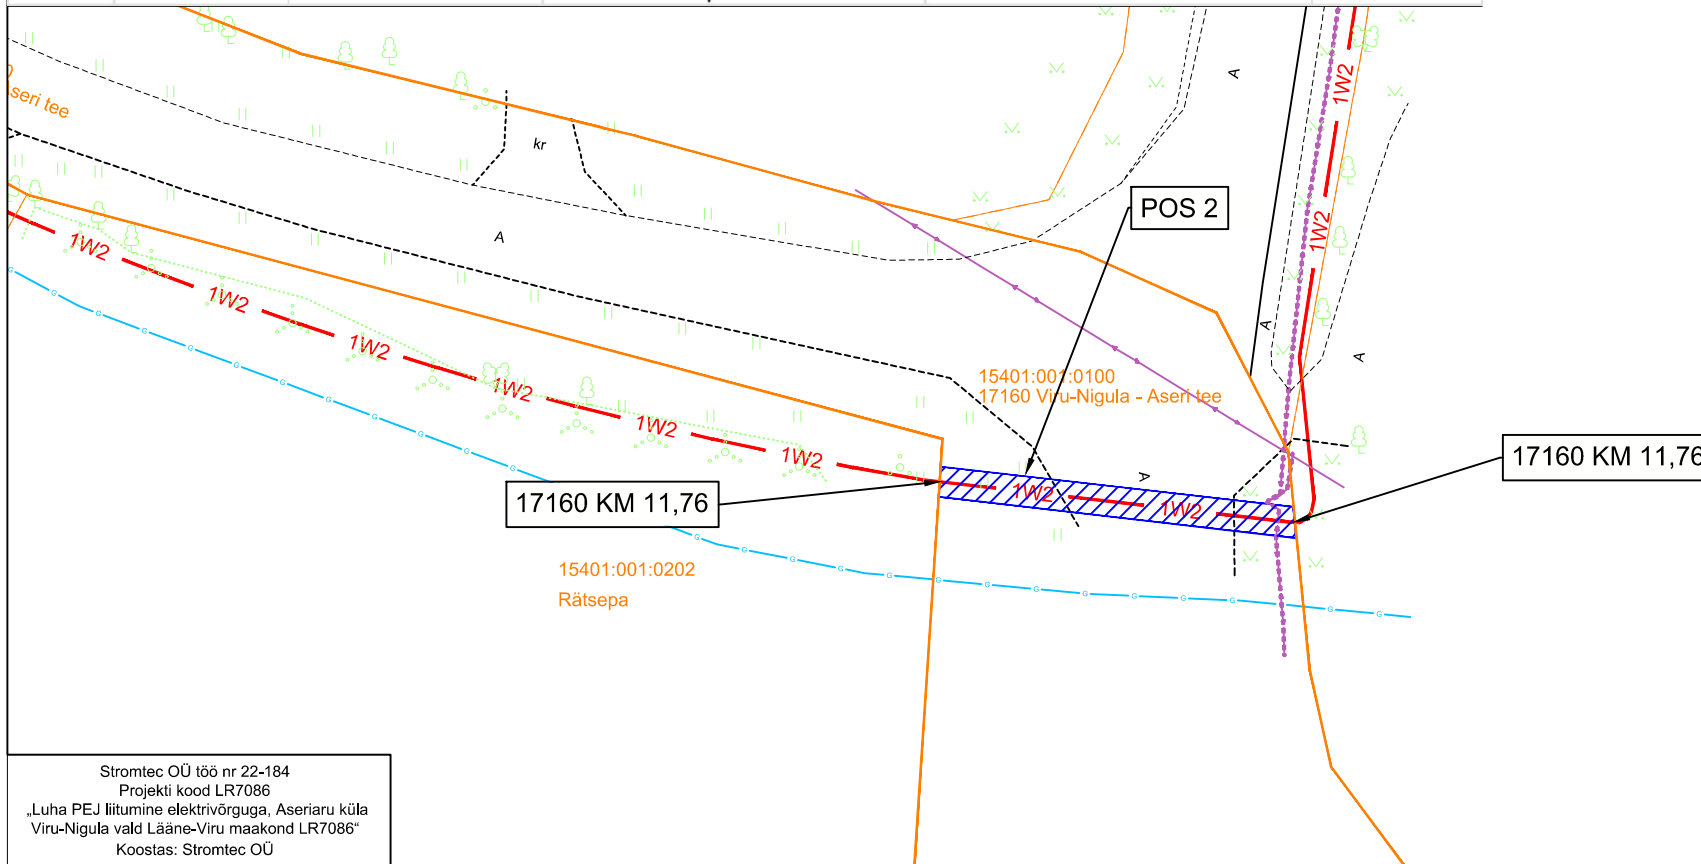 seri tee
kr
A
A
A
A
A
1W2
1W2
1W2
1W2
1W2
1W2
1W2
1W2
1W2
1W2
POS 2
15401:001:0100
17160 Viru-Nigula - Aseri tee
17160 KM 11,76
17160 KM 11,76
15401:001:0202
Rätsepa
G G G G G G G G G G G G G G G G G G
Stromtec OÜ töö nr 22-184
Projekti kood LR7086
„Luha PEJ liitumine elektrivõrguga, Aseriaru küla
Viru-Nigula vald Lääne-Viru maakond LR7086“
Koostas: Stromtec OÜ